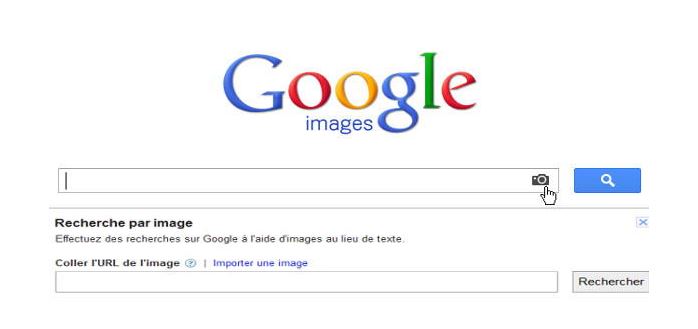 Google
images
Recherche par image
Effectuez des recherches sur Google à l'aide d'images au lieu de texte.
Coller l'URL de l'image ? | Importer une image
Rechercher